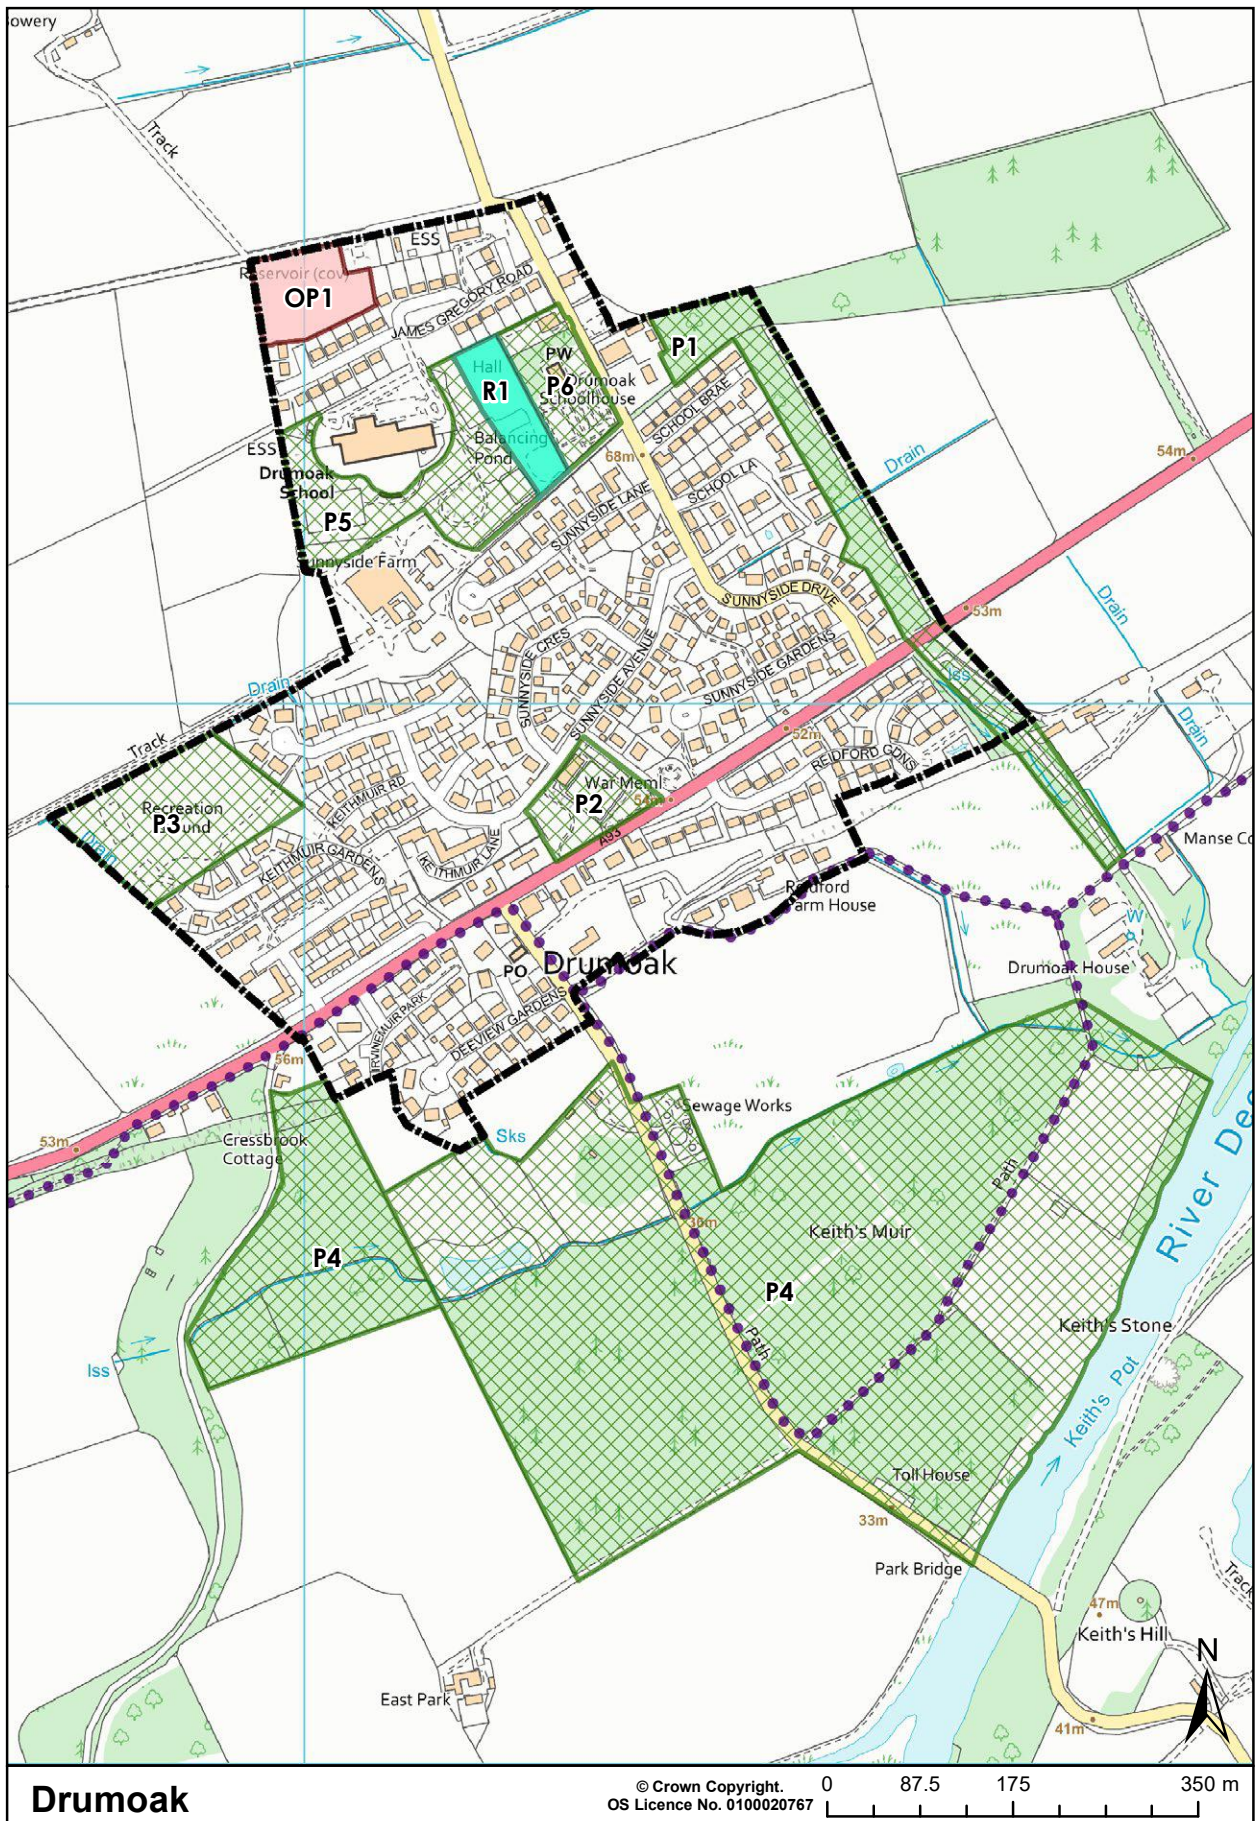 owery
Track
ESS
Reservoir (cov)
OP1
JAMES GREGORY ROAD
P1
Hall
PW
R1
P6
Drumoak
Schoolhouse
SCHOOL BRAE
Balancing
Pond
ESS
Drumoak
School
68m
Drain
54m
SCHOOL LA
P5
SUNNYSIDE LANE
unnyside Farm
SUNNYSIDE DRIVE
53m
Drain
SUNNYSIDE CRES
SUNNYSIDE AVENUE
SUNNYSIDE GARDENS
Iss
Drain
Drain
Track
52m
REIDFORD GDNS
War Meml
54m
P2
KEITHMUIR RD
Recreation
P3
und
Drain
A93
KEITHMUIR GARDENS
KEITHMUIR LANE
Manse Co
Reidford
Farm House
W
PO
Drumoak
Drumoak House
IRVINEMUIR PARK
DEEVIEW GARDENS
56m
Sewage Works
53m
Cressbrook
Cottage
Sks
River Dee
Path
36m
Keith's Muir
P4
P4
Keith's Stone
Path
Iss
Keith's Pot
Toll House
33m
Park Bridge
Track
47m
Keith's Hill
N
East Park
41m
Drumoak
© Crown Copyright.
OS Licence No. 0100020767
0 87.5 175 350 m